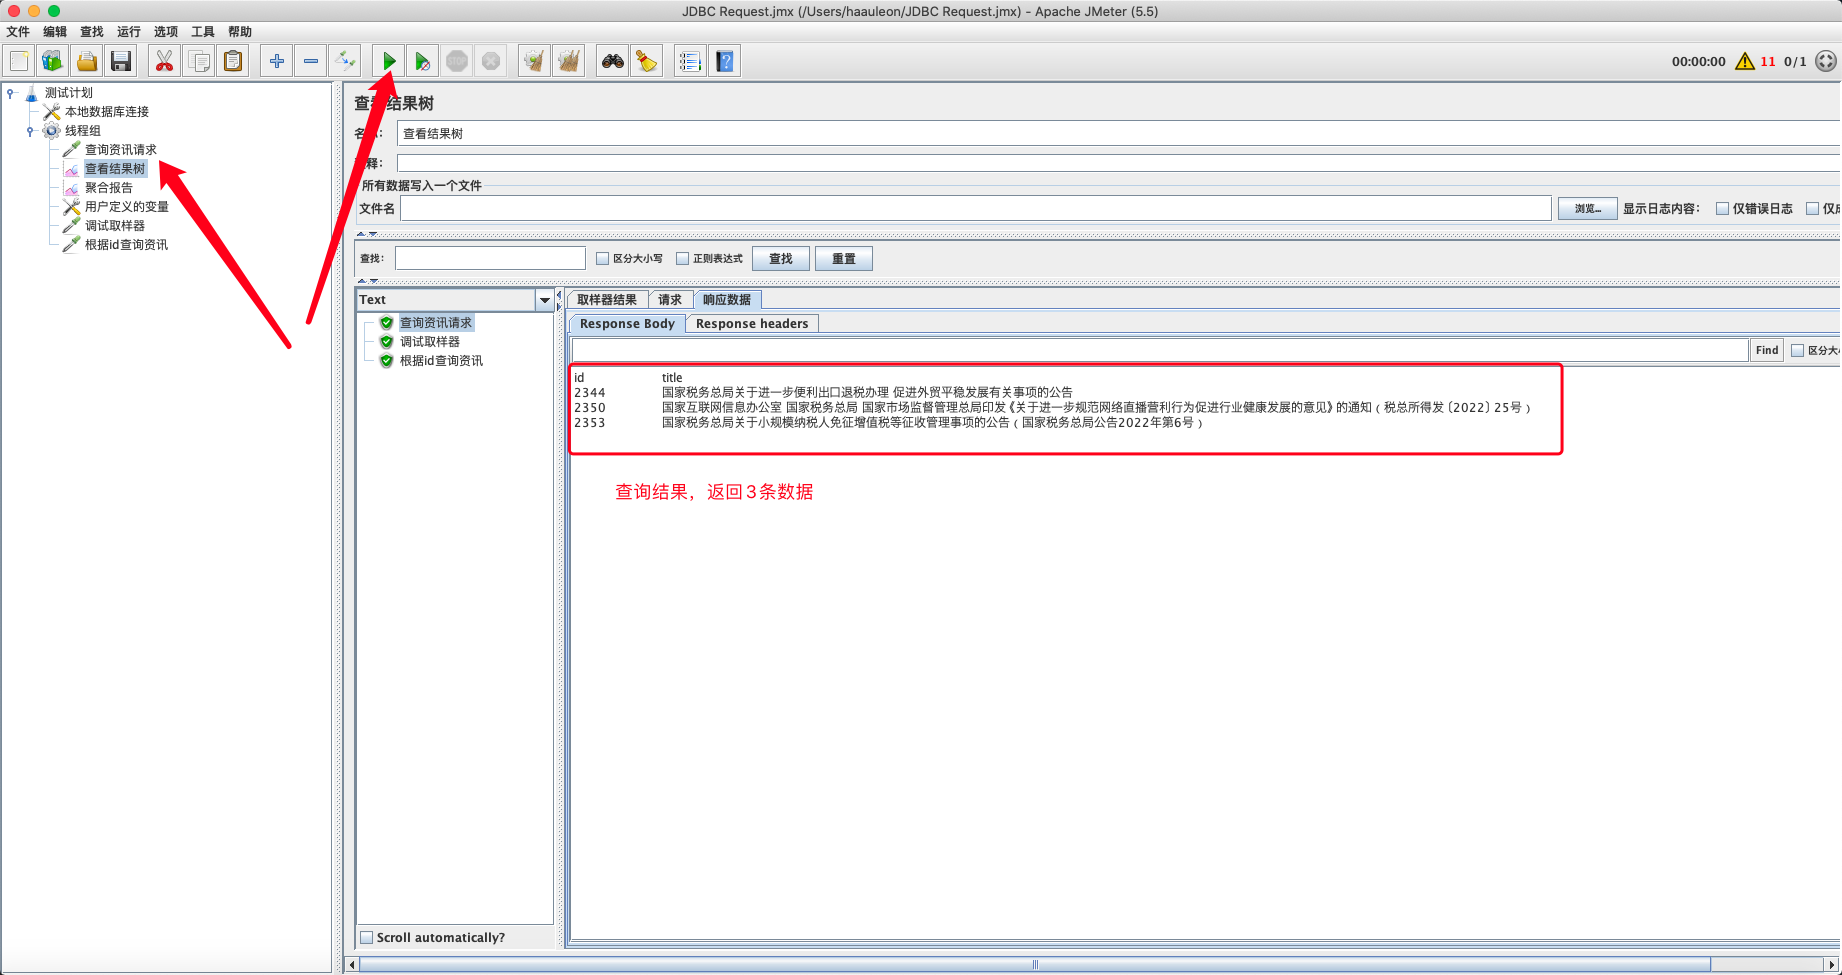 JDBC Request.jmx (/Users/haauleon/JDBC Request.jmx) - Apache JMeter (5.5)
文件 编辑 查找 运行 选项 工具 帮助
STOP
00:00:00 11 0/1
测试计划
本地数据库连接
线程组
查询资讯请求
查看结果树
聚合报告
用户定义的变量
调试取样器
根据id查询资讯
查看结果树
查看结果树
释：
所有数据写入一个文件
文件名 浏览... 显示日志内容： 仅错误日志
查找： 区分大小写 正则表达式 查找 重置
Text
查询资讯请求
调试取样器
根据id查询资讯
Scroll automatically?
取样器结果 请求 响应数据
Response Body Response headers
Find 区分大小
id title
2344 国家税务总局关于进一步便利出口退税办理 促进外贸平稳发展有关事项的公告
2350 国家互联网信息办公室 国家税务总局 国家市场监督管理总局印发《关于进一步规范网络直播营利行为促进行业健康发展的意见》的通知（税总所得发〔2022〕25号）
2353 国家税务总局关于小规模纳税人免征增值税等征收管理事项的公告（国家税务总局公告2022年第6号）
查询结果，返回3条数据